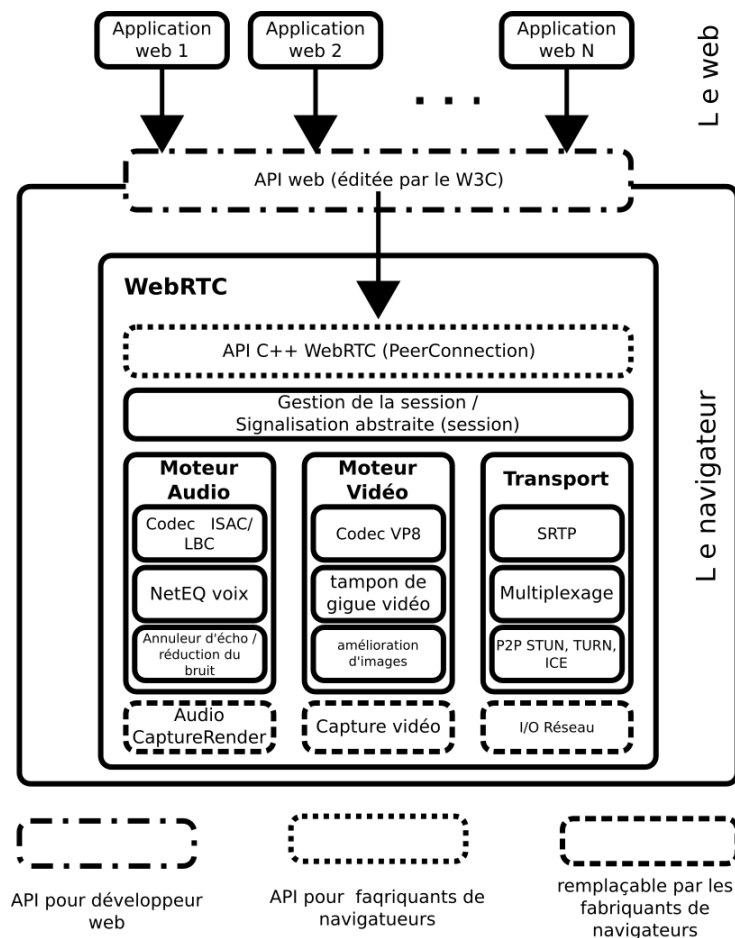 Application
web 1
Application
web 2
Application
web N
. . .
L e web
API web (éditée par le W3C)
WebRTC
API C++ WebRTC (PeerConnection)
Gestion de la session /
Signalisation abstraite (session)
Moteur
Audio
Codec ISAC/
LBC
NetEQ voix
Annuleur d'écho /
réduction du
bruit
Audio
CaptureRender
Moteur
Vidéo
Codec VP8
tampon de
gigue vidéo
amélioration
d'images
Capture vidéo
Transport
SRTP
Multiplexage
P2P STUN, TURN,
ICE
I/O Réseau
L e navigateur
API pour développeur
web
API pour faqriquants de
navigatueurs
remplaçable par les
fabriquants de
navigateurs